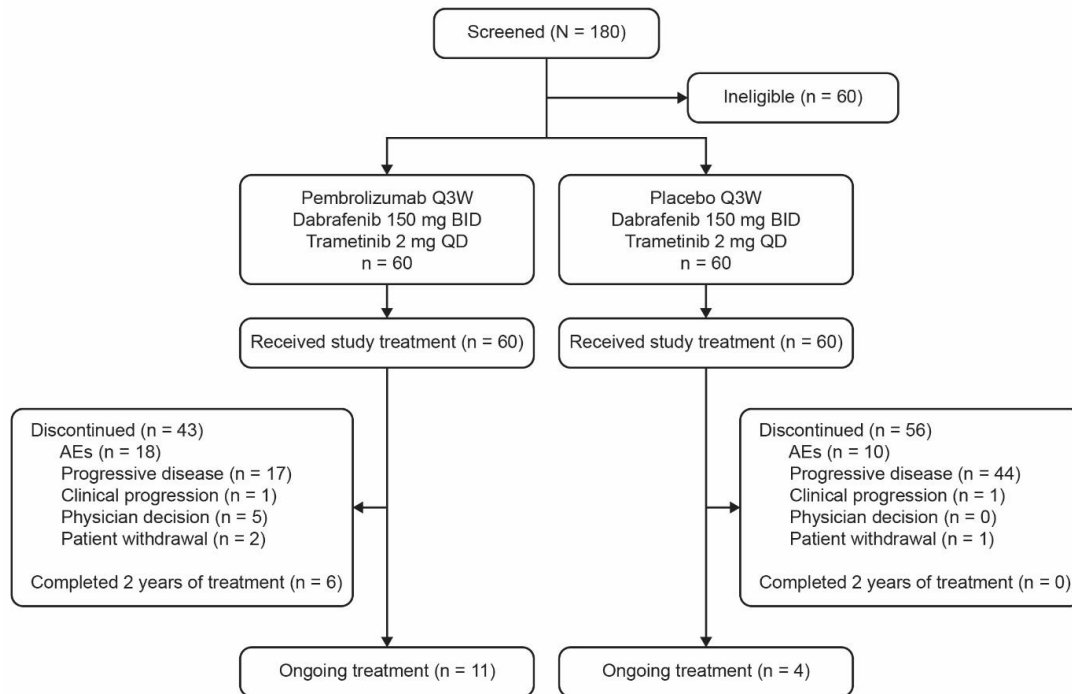 Screened (N = 180)
Ineligible (n = 60)
Pembrolizumab Q3W
Dabrafenib 150 mg BID
Trametinib 2 mg QD
n = 60
Placebo Q3W
Dabrafenib 150 mg BID
Trametinib 2 mg QD
n = 60
Received study treatment (n = 60)
Received study treatment (n = 60)
Discontinued (n = 43)
AEs (n = 18)
Progressive disease (n = 17)
Clinical progression (n = 1)
Physician decision (n = 5)
Patient withdrawal (n = 2)
Completed 2 years of treatment (n = 6)
Discontinued (n = 56)
AEs (n = 10)
Progressive disease (n = 44)
Clinical progression (n = 1)
Physician decision (n = 0)
Patient withdrawal (n = 1)
Completed 2 years of treatment (n = 0)
Ongoing treatment (n = 11)
Ongoing treatment (n = 4)